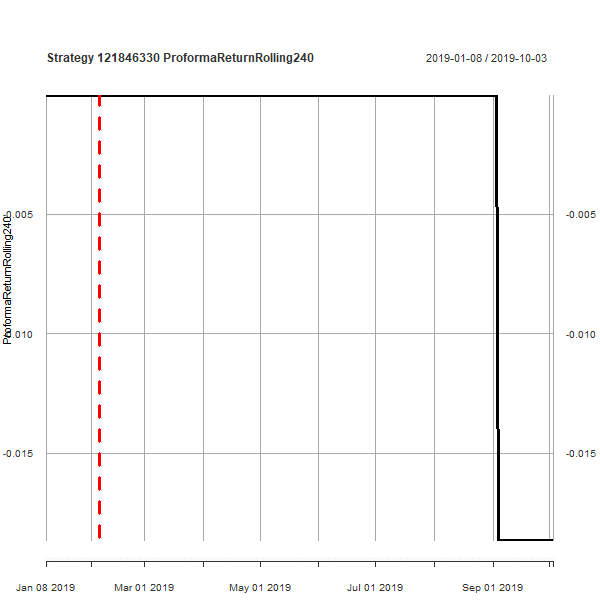 Strategy 121846330 ProformaReturnRolling240
2019-01-08 / 2019-10-03
ProformaReturnRolling240
-0.005
-0.005
-0.010
-0.010
-0.015
-0.015
Jan 08 2019
Mar 01 2019
May 01 2019
Jul 01 2019
Sep 01 2019